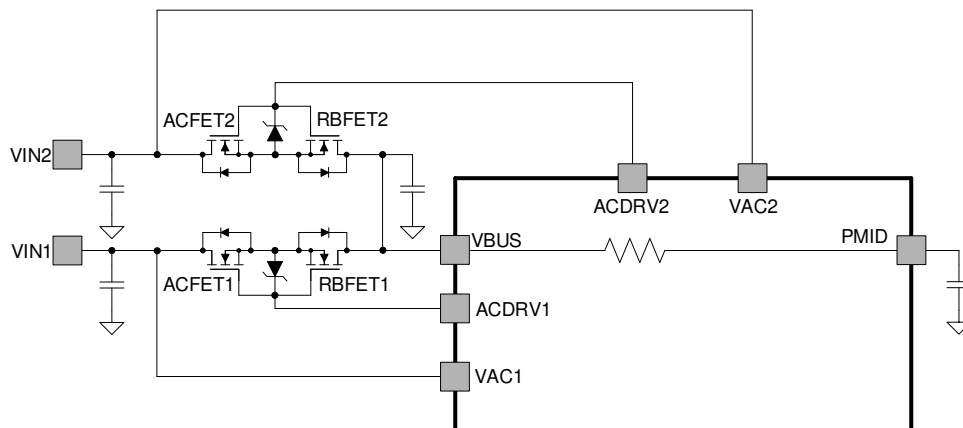 ACFET2
RBFET2
VIN2
ACDRV2
VAC2
VIN1
VBUS
PMID
ACFET1
RBFET1
ACDRV1
VAC1